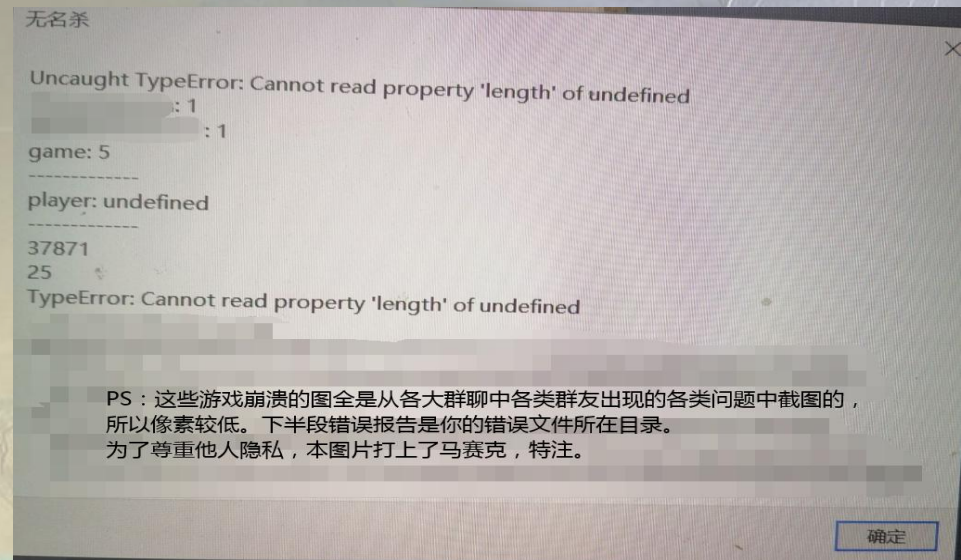 无名杀
Uncaught TypeError: Cannot read property 'length' of undefined
: 1
: 1
game: 5
-------------
player: undefined
-------------
37871
25
TypeError: Cannot read property 'length' of undefined
PS：这些游戏崩溃的图全是从各大群聊中各类群友出现的各类问题中截图的，
所以像素较低。下半段错误报告是你的错误文件所在目录。
为了尊重他人隐私，本图片打上了马赛克，特注。
确定